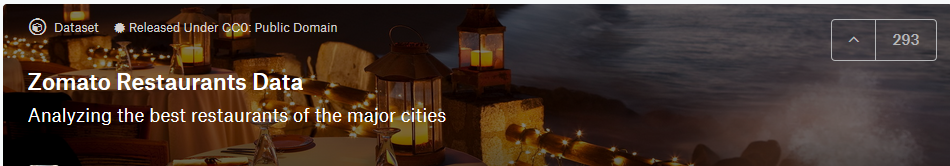 Dataset
Released Under CC0: Public Domain
293
Zomato Restaurants Data
Analyzing the best restaurants of the major cities